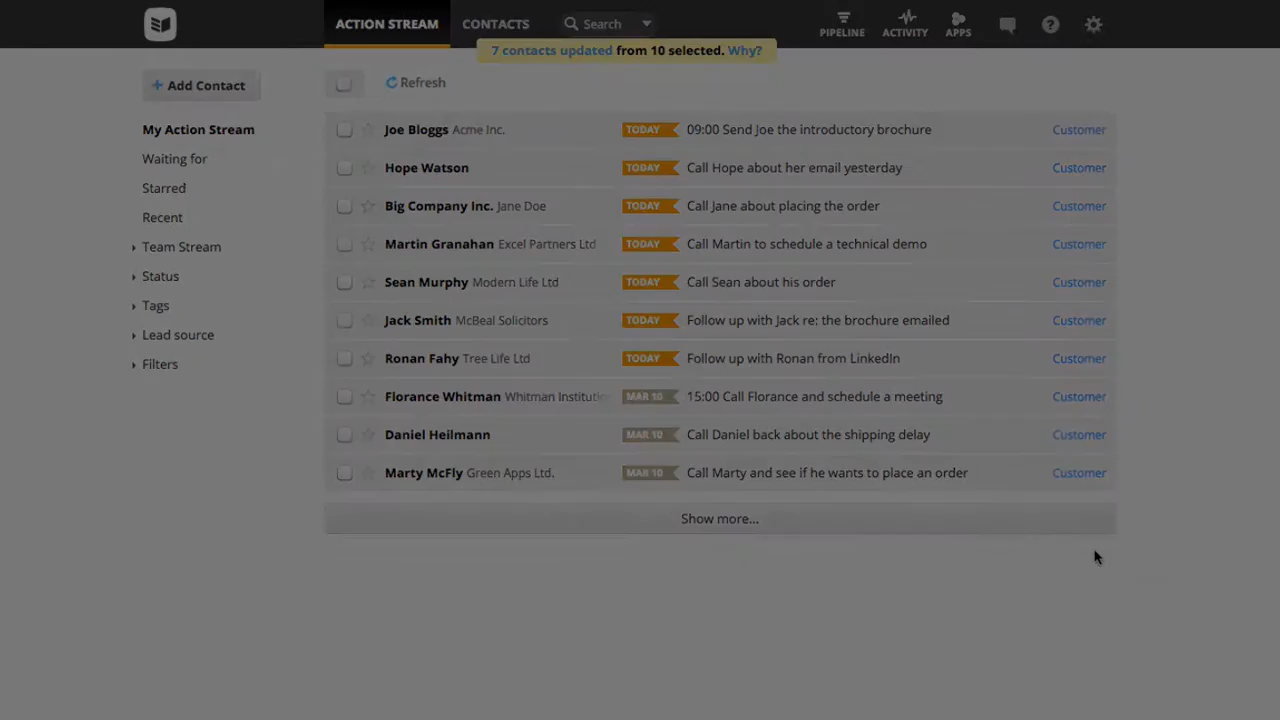 ACTION STREAM CONTACTS Search PIPELINE ACTIVITY APPS
7 contacts updated from 10 selected. Why?
+ Add Contact
Refresh
My Action Stream
Waiting for
Starred
Recent
Team Stream
Status
Tags
Lead source
Filters
Joe Bloggs Acme Inc. TODAY 09:00 Send Joe the introductory brochure Customer
Hope Watson TODAY Call Hope about her email yesterday Customer
Big Company Inc. Jane Doe TODAY Call Jane about placing the order Customer
Martin Granahan Excel Partners Ltd TODAY Call Martin to schedule a technical demo Customer
Sean Murphy Modern Life Ltd TODAY Call Sean about his order Customer
Jack Smith McBeal Solicitors TODAY Follow up with Jack re: the brochure emailed Customer
Ronan Fahy Tree Life Ltd TODAY Follow up with Ronan from LinkedIn Customer
Florance Whitman Whitman Institutio MAR 10 15:00 Call Florance and schedule a meeting Customer
Daniel Heilmann MAR 10 Call Daniel back about the shipping delay Customer
Marty McFly Green Apps Ltd. MAR 10 Call Marty and see if he wants to place an order Customer
Show more...